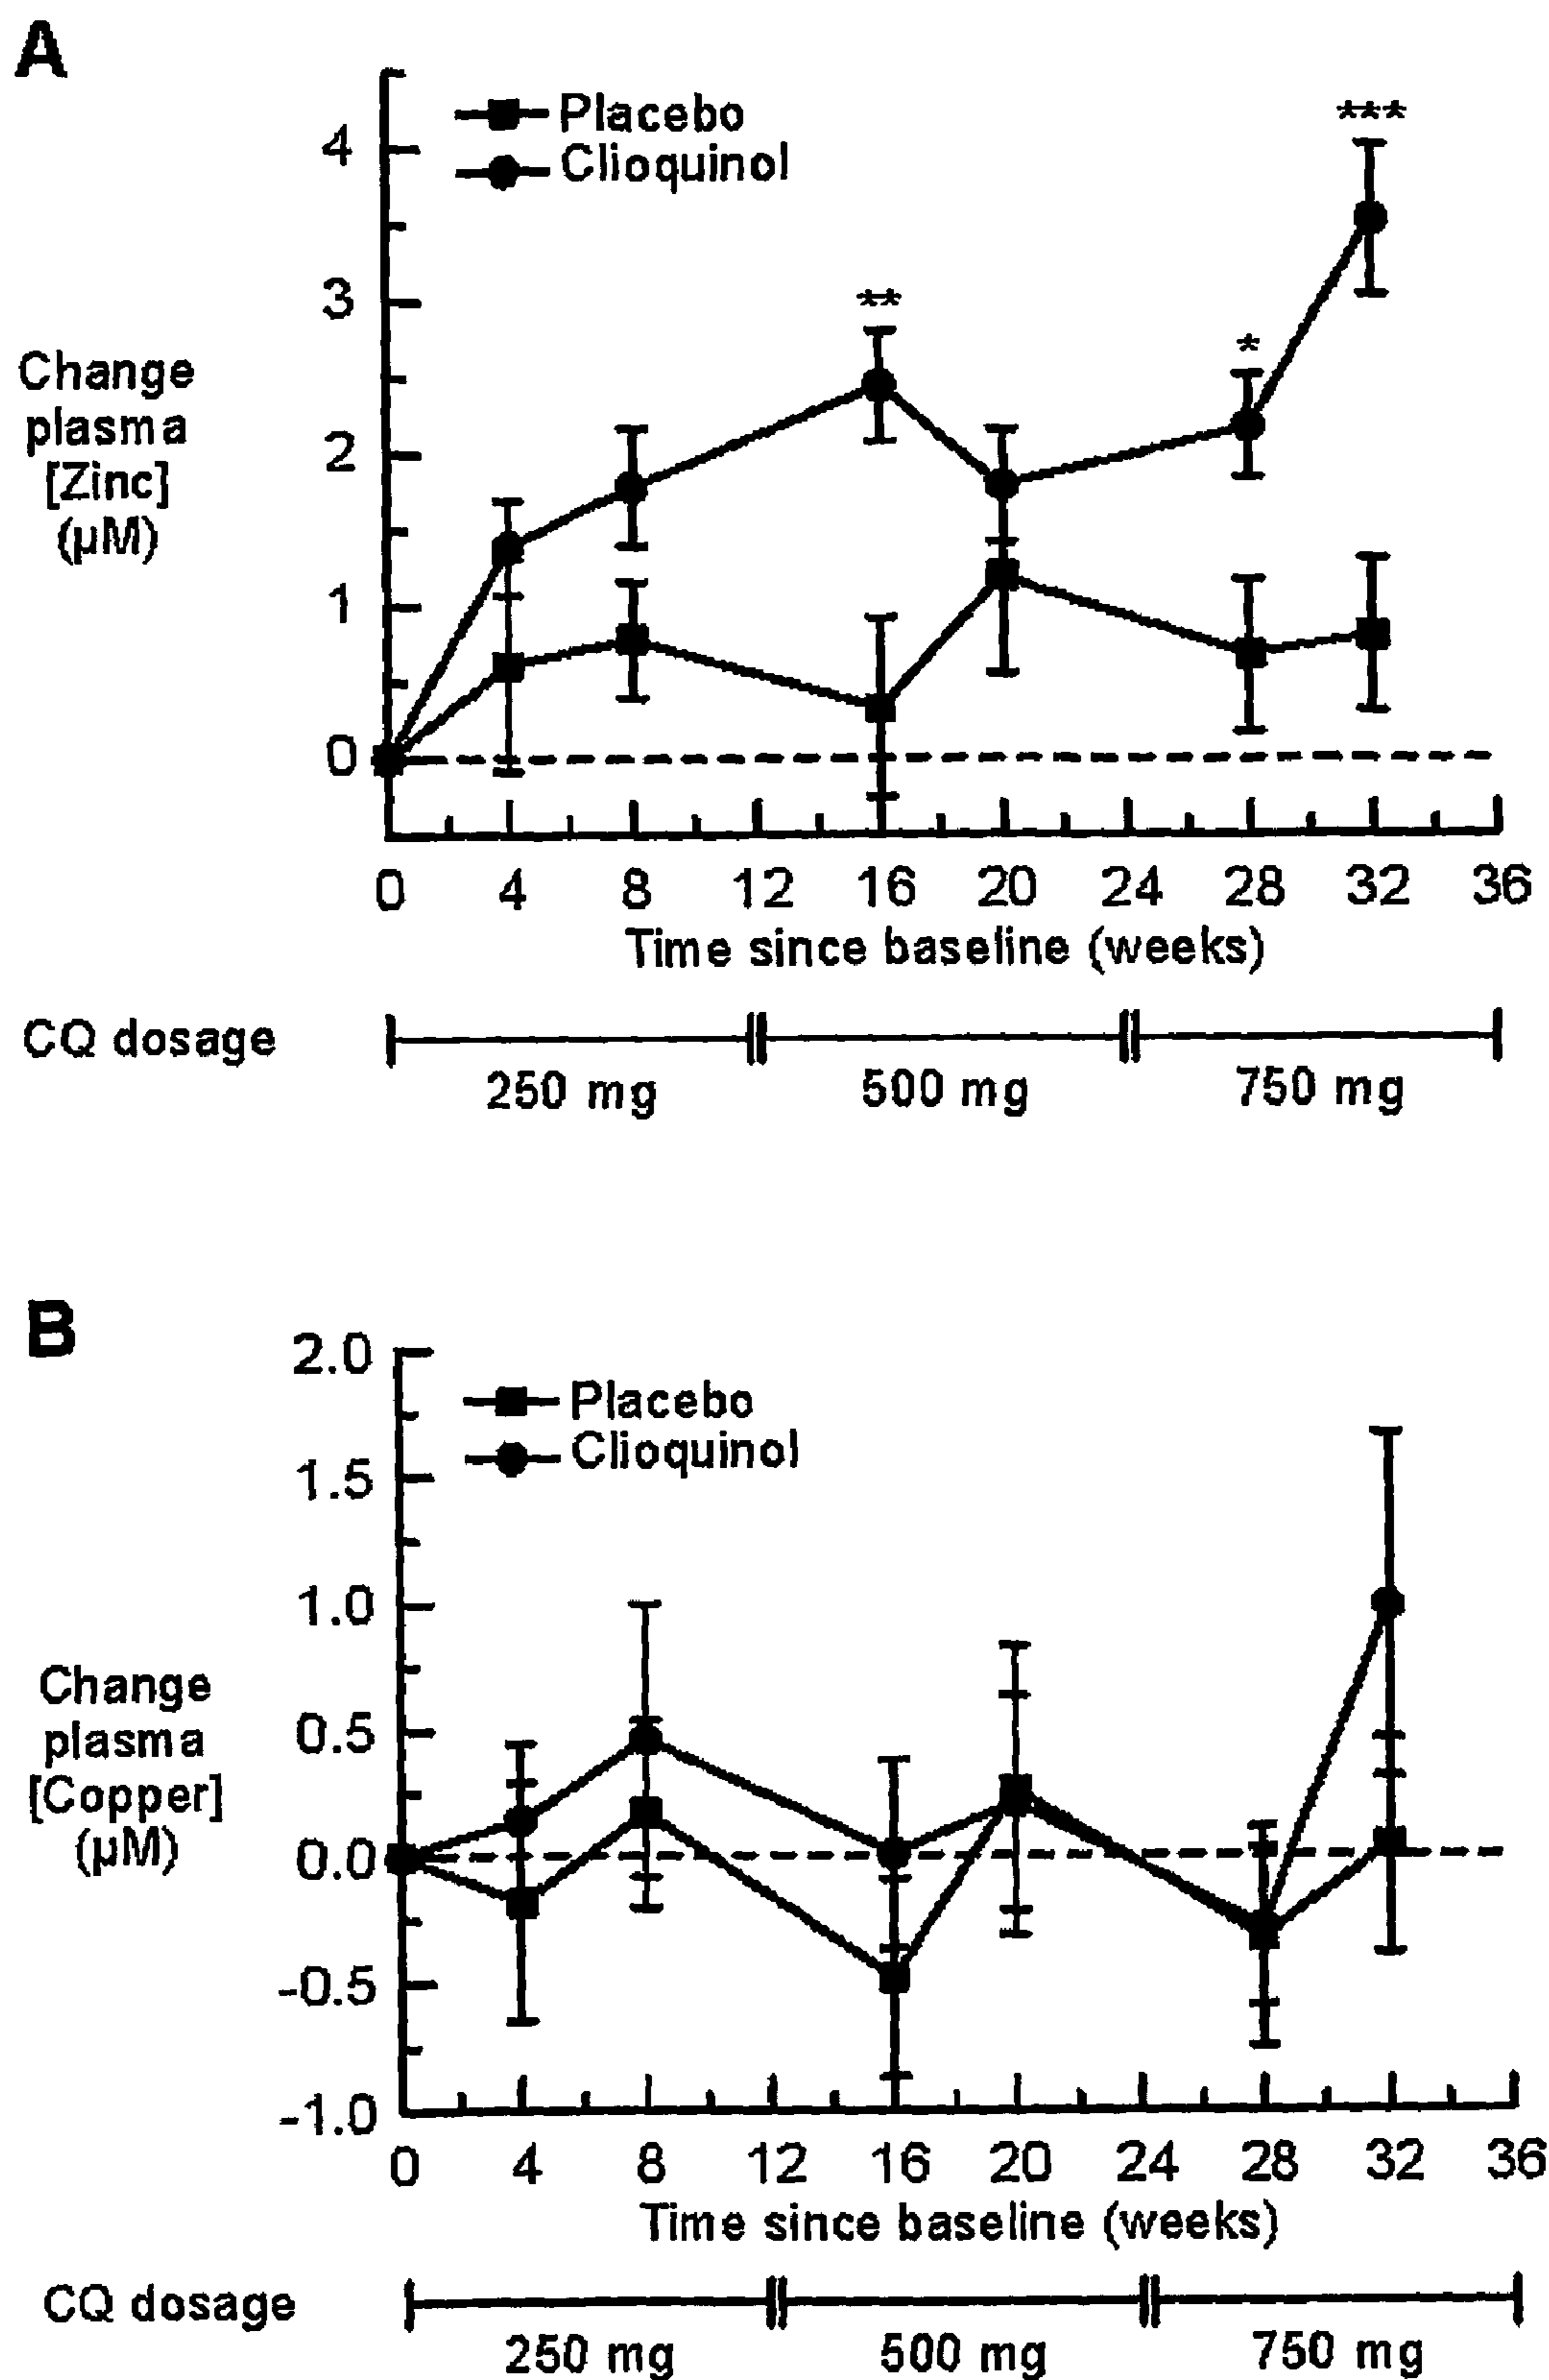 A
Placebo
Clioquinol
***
**
*
4
3
2
1
0
Change
plasma
[Zinc]
(µM)
0 4 8 12 16 20 24 28 32 36
Time since baseline (weeks)
CQ dosage
250 mg 500 mg 750 mg
B
Placebo
Clioquinol
2.0
1.5
1.0
0.5
0.0
-0.5
-1.0
Change
plasma
[Copper]
(µM)
0 4 8 12 16 20 24 28 32 36
Time since baseline (weeks)
CQ dosage
250 mg 500 mg 750 mg